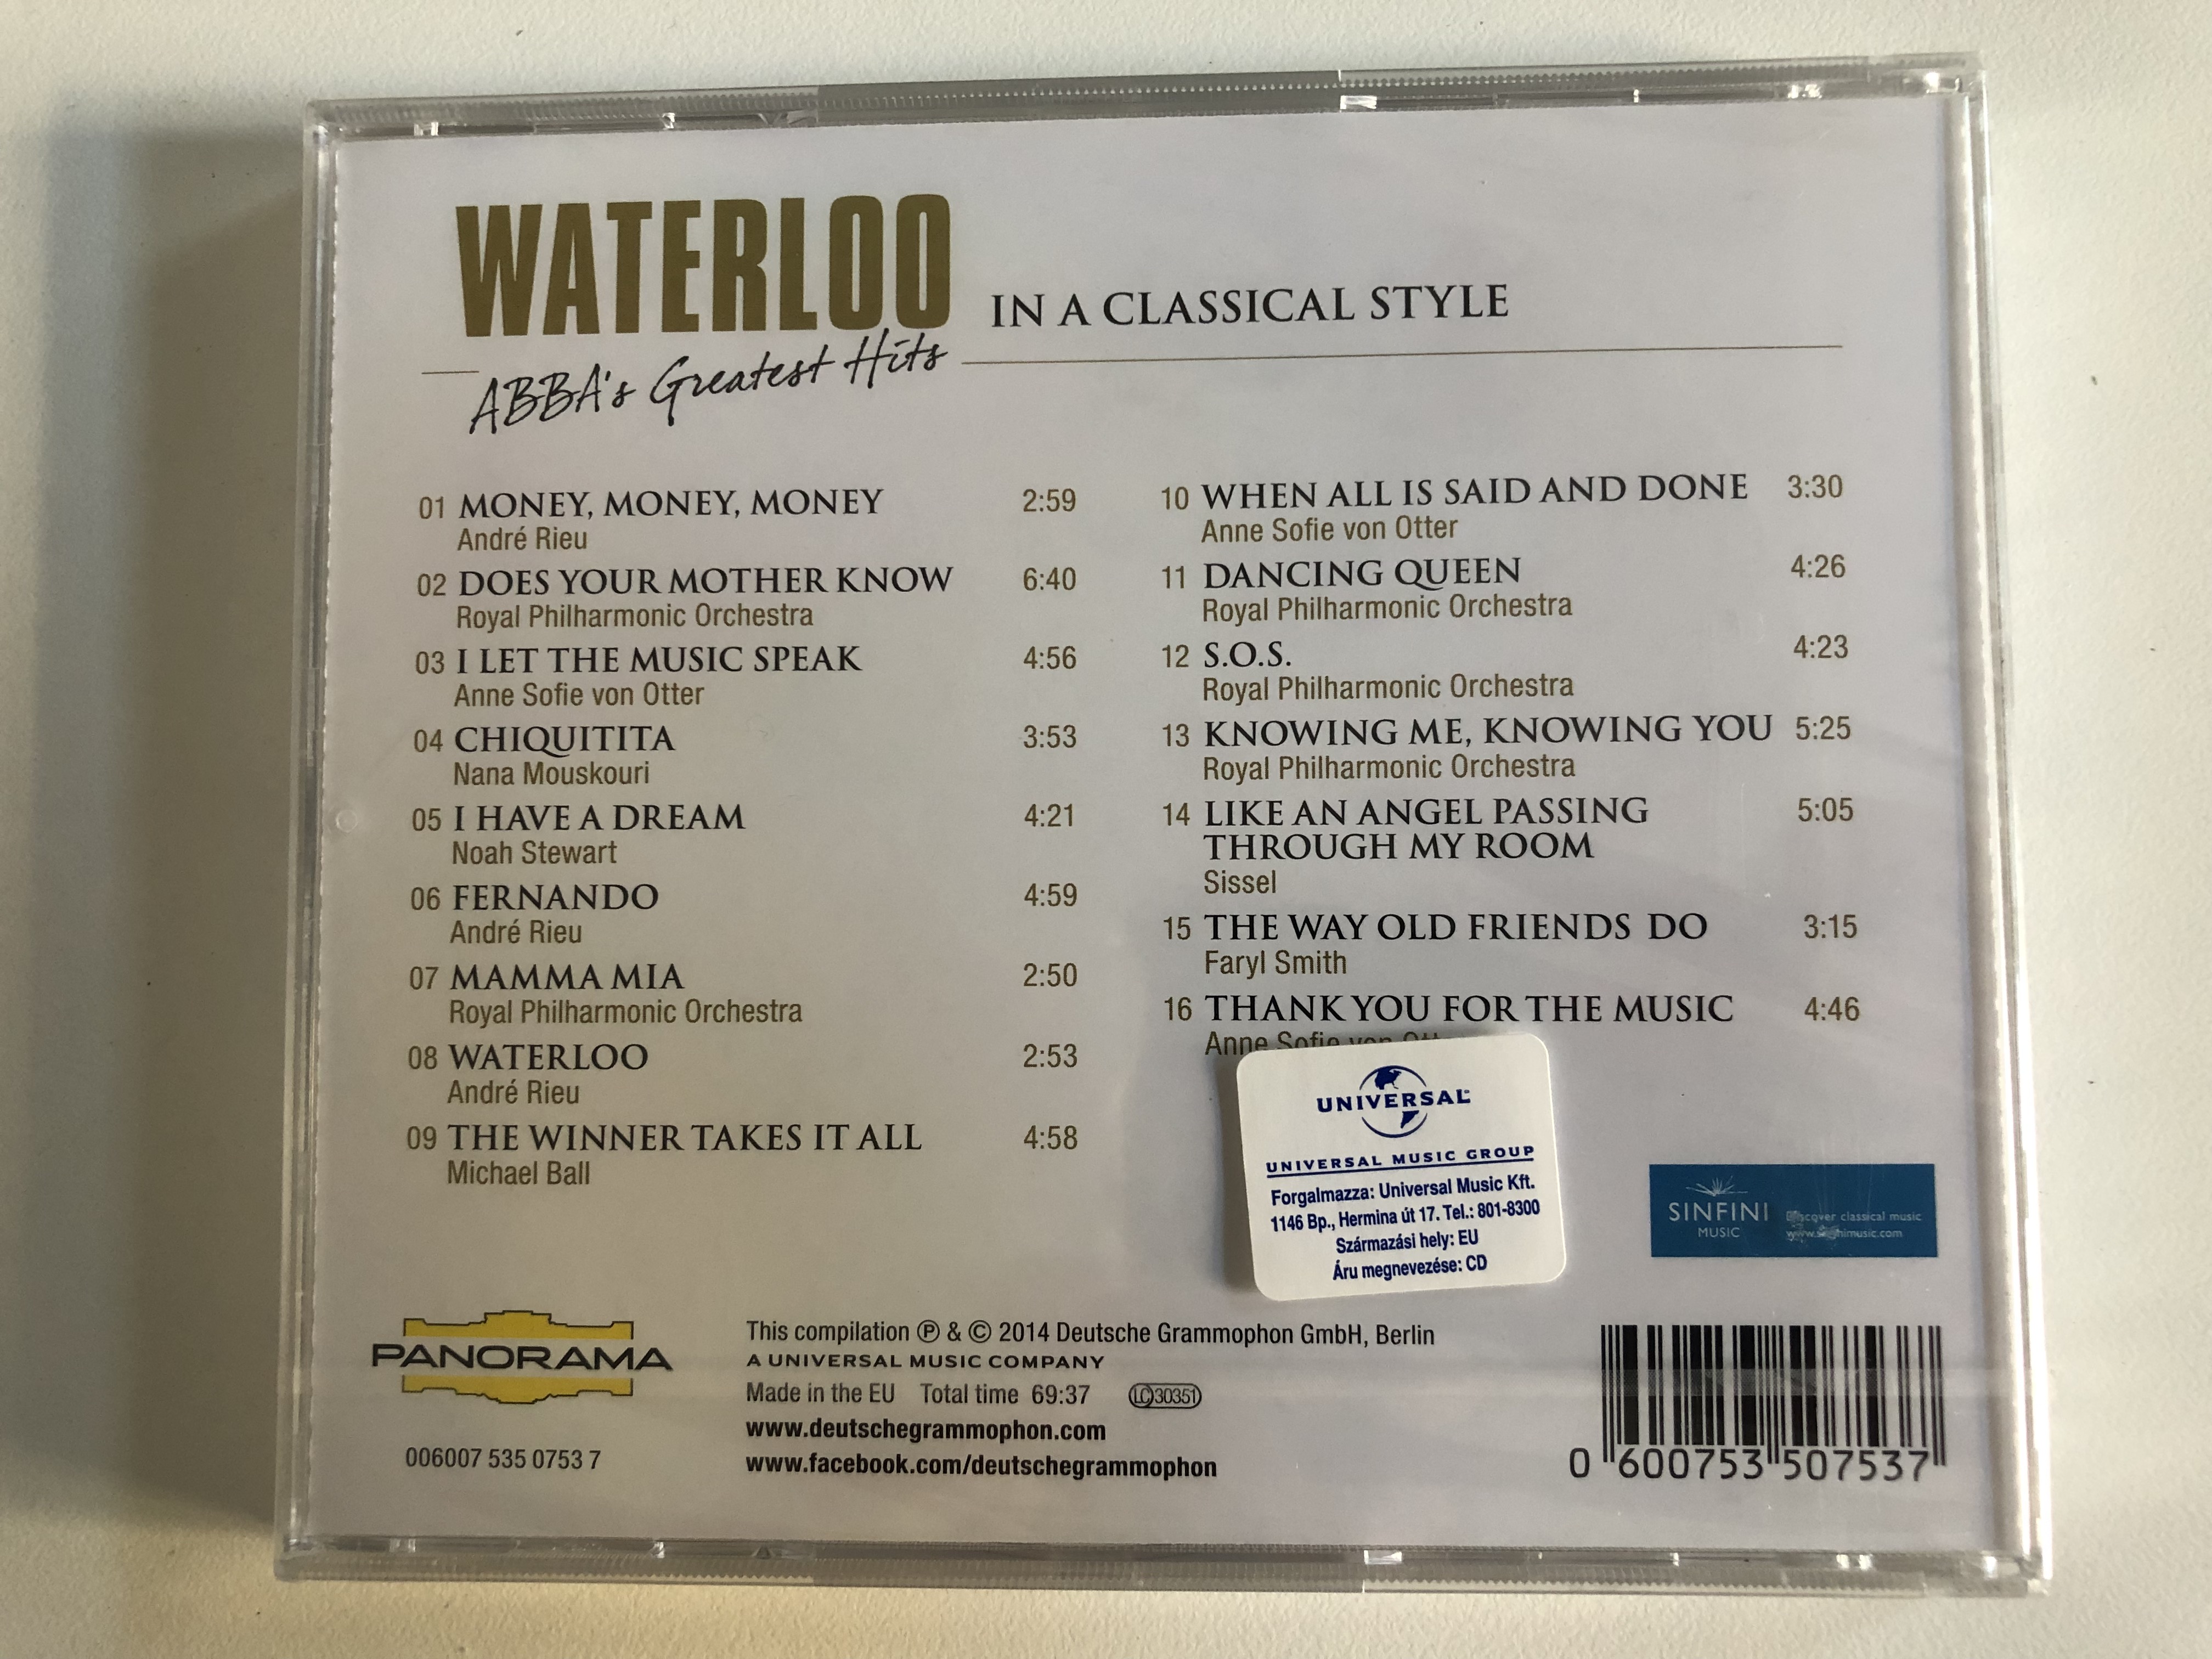 WATERLOO IN A CLASSICAL STYLE
ABBA's Greatest Hits
01 MONEY, MONEY, MONEY 2:59
André Rieu
02 DOES YOUR MOTHER KNOW 6:40
Royal Philharmonic Orchestra
03 I LET THE MUSIC SPEAK 4:56
Anne Sofie von Otter
04 CHIQUITITA 3:53
Nana Mouskouri
05 I HAVE A DREAM 4:21
Noah Stewart
06 FERNANDO 4:59
André Rieu
07 MAMMA MIA 2:50
Royal Philharmonic Orchestra
08 WATERLOO 2:53
André Rieu
09 THE WINNER TAKES IT ALL 4:58
Michael Ball
10 WHEN ALL IS SAID AND DONE 3:30
Anne Sofie von Otter
11 DANCING QUEEN 4:26
Royal Philharmonic Orchestra
12 S.O.S. 4:23
Royal Philharmonic Orchestra
13 KNOWING ME, KNOWING YOU 5:25
Royal Philharmonic Orchestra
14 LIKE AN ANGEL PASSING 5:05
THROUGH MY ROOM
Sissel
15 THE WAY OLD FRIENDS DO 3:15
Faryl Smith
16 THANK YOU FOR THE MUSIC 4:46
Anne Sofie von
UNIVERSAL
UNIVERSAL MUSIC GROUP
Forgalmazza: Universal Music Kft.
1146 Bp., Hermina út 17. Tel.: 801-8300
Származási hely: EU
Áru megnevezése: CD
SINFINI
MUSIC
classical music
PANORAMA
006007 535 0753 7
This compilation ℗ & © 2014 Deutsche Grammophon GmbH, Berlin
A UNIVERSAL MUSIC COMPANY
Made in the EU Total time 69:37 LC 30351
www.deutschegrammophon.com
www.facebook.com/deutschegrammophon
0 600753 507537